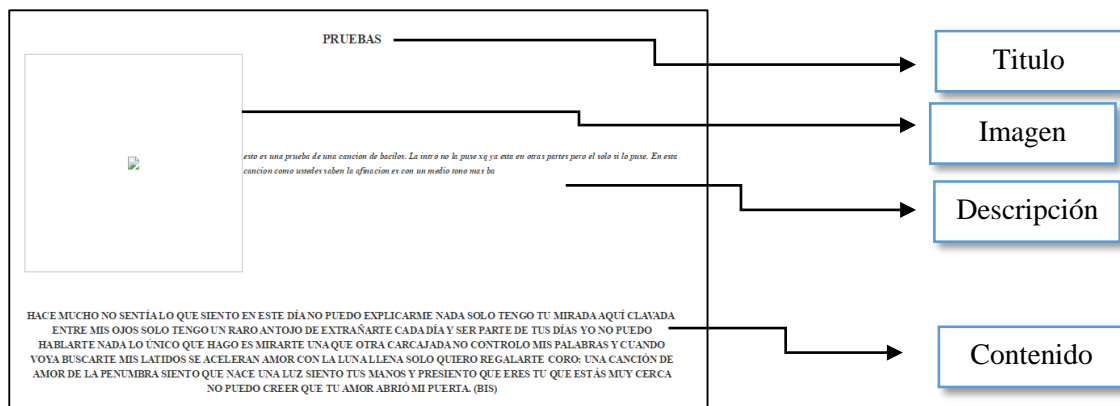 PRUEBAS
Titulo
Imagen
esto es una prueba de una cancion de bacilos. La intro no la puse xq ya esta en otras partes pero el solo si lo puse. En esta
cancion como ustedes saben la afinacion es con un medio tono mas ba
Descripción
HACE MUCHO NO SENTÍA LO QUE SIENTO EN ESTE DÍA NO PUEDO EXPLICARME NADA SOLO TENGO TU MIRADA AQUÍ CLAVADA
ENTRE MIS OJOS SOLO TENGO UN RARO ANTOJO DE EXTRAÑARTE CADA DÍA Y SER PARTE DE TUS DÍAS YO NO PUEDO
HABLARTE NADA LO ÚNICO QUE HAGO ES MIRARTE UNA QUE OTRA CARCAJADA NO CONTROLO MIS PALABRAS Y CUANDO
VOYA BUSCARTE MIS LATIDOS SE ACELERAN AMOR CON LA LUNA LLENA SOLO QUIERO REGALARTE CORO: UNA CANCIÓN DE
AMOR DE LA PENUMBRA SIENTO QUE NACE UNA LUZ SIENTO TUS MANOS Y PRESIENTO QUE ERES TU QUE ESTÁS MUY CERCA
NO PUEDO CREER QUE TU AMOR ABRIÓ MI PUERTA. (BIS)
Contenido